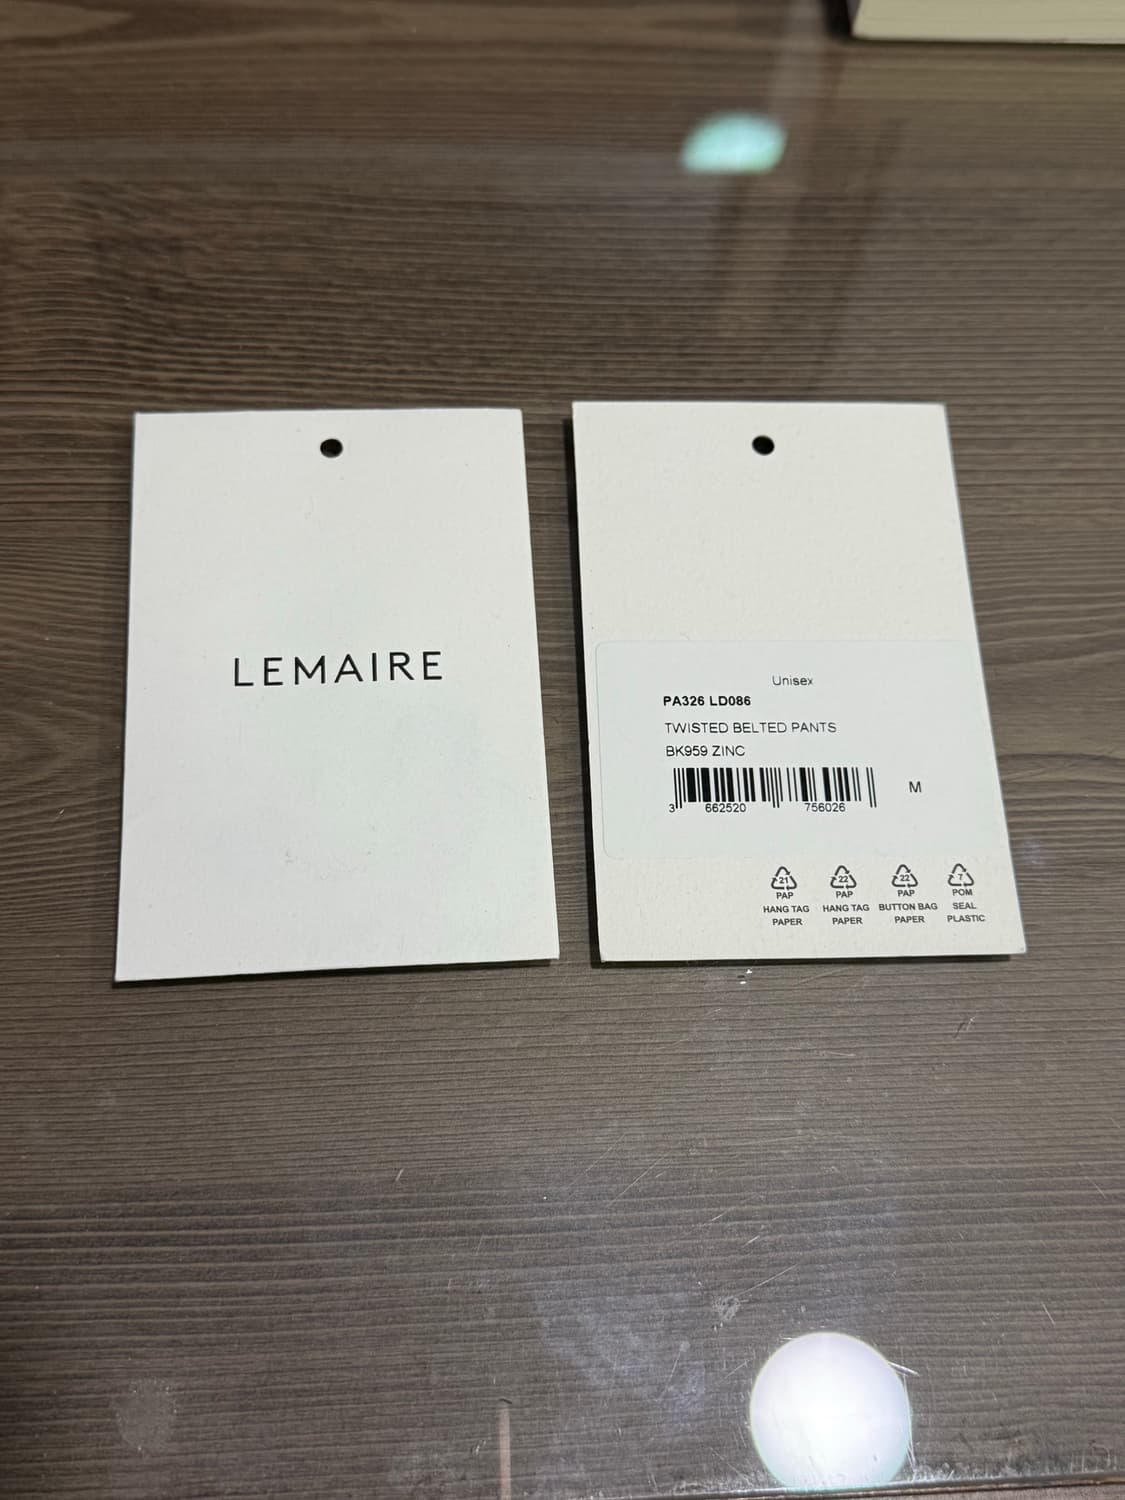 LEMAIRE
Unisex
PA326 LD086
TWISTED BELTED PANTS
BK959 ZINC
M
3 662520 756026
21 22 22 7
PAP PAP PAP POM
HANG TAG HANG TAG BUTTON BAG SEAL
PAPER PAPER PAPER PLASTIC